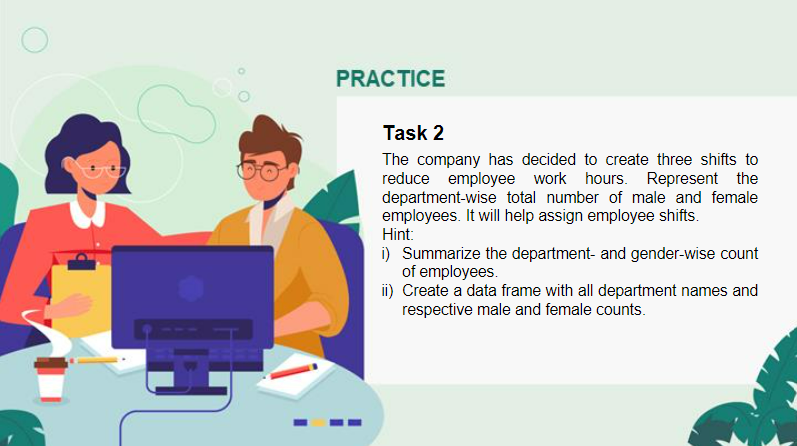 PRACTICE
Task 2
The company has decided to create three shifts to
reduce employee work hours. Represent the
department-wise total number of male and female
employees. It will help assign employee shifts.
Hint:
i) Summarize the department- and gender-wise count
of employees.
ii) Create a data frame with all department names and
respective male and female counts.